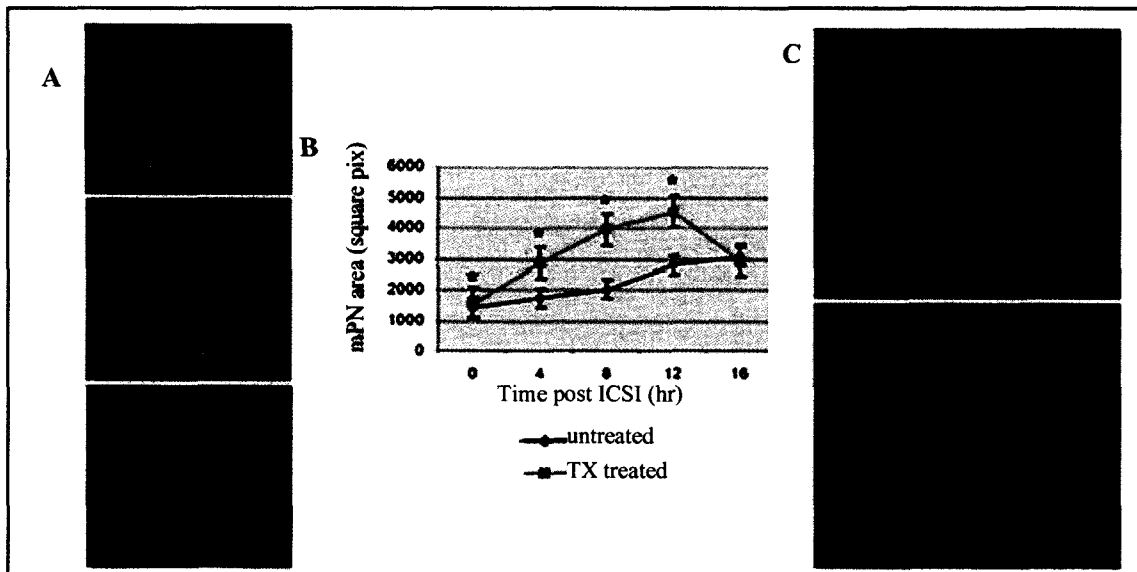 A
B
C
mPN area (square pix)
6000
5000
4000
3000
2000
1000
0
0 4 8 12 16
Time post ICSI (hr)
untreated
TX treated